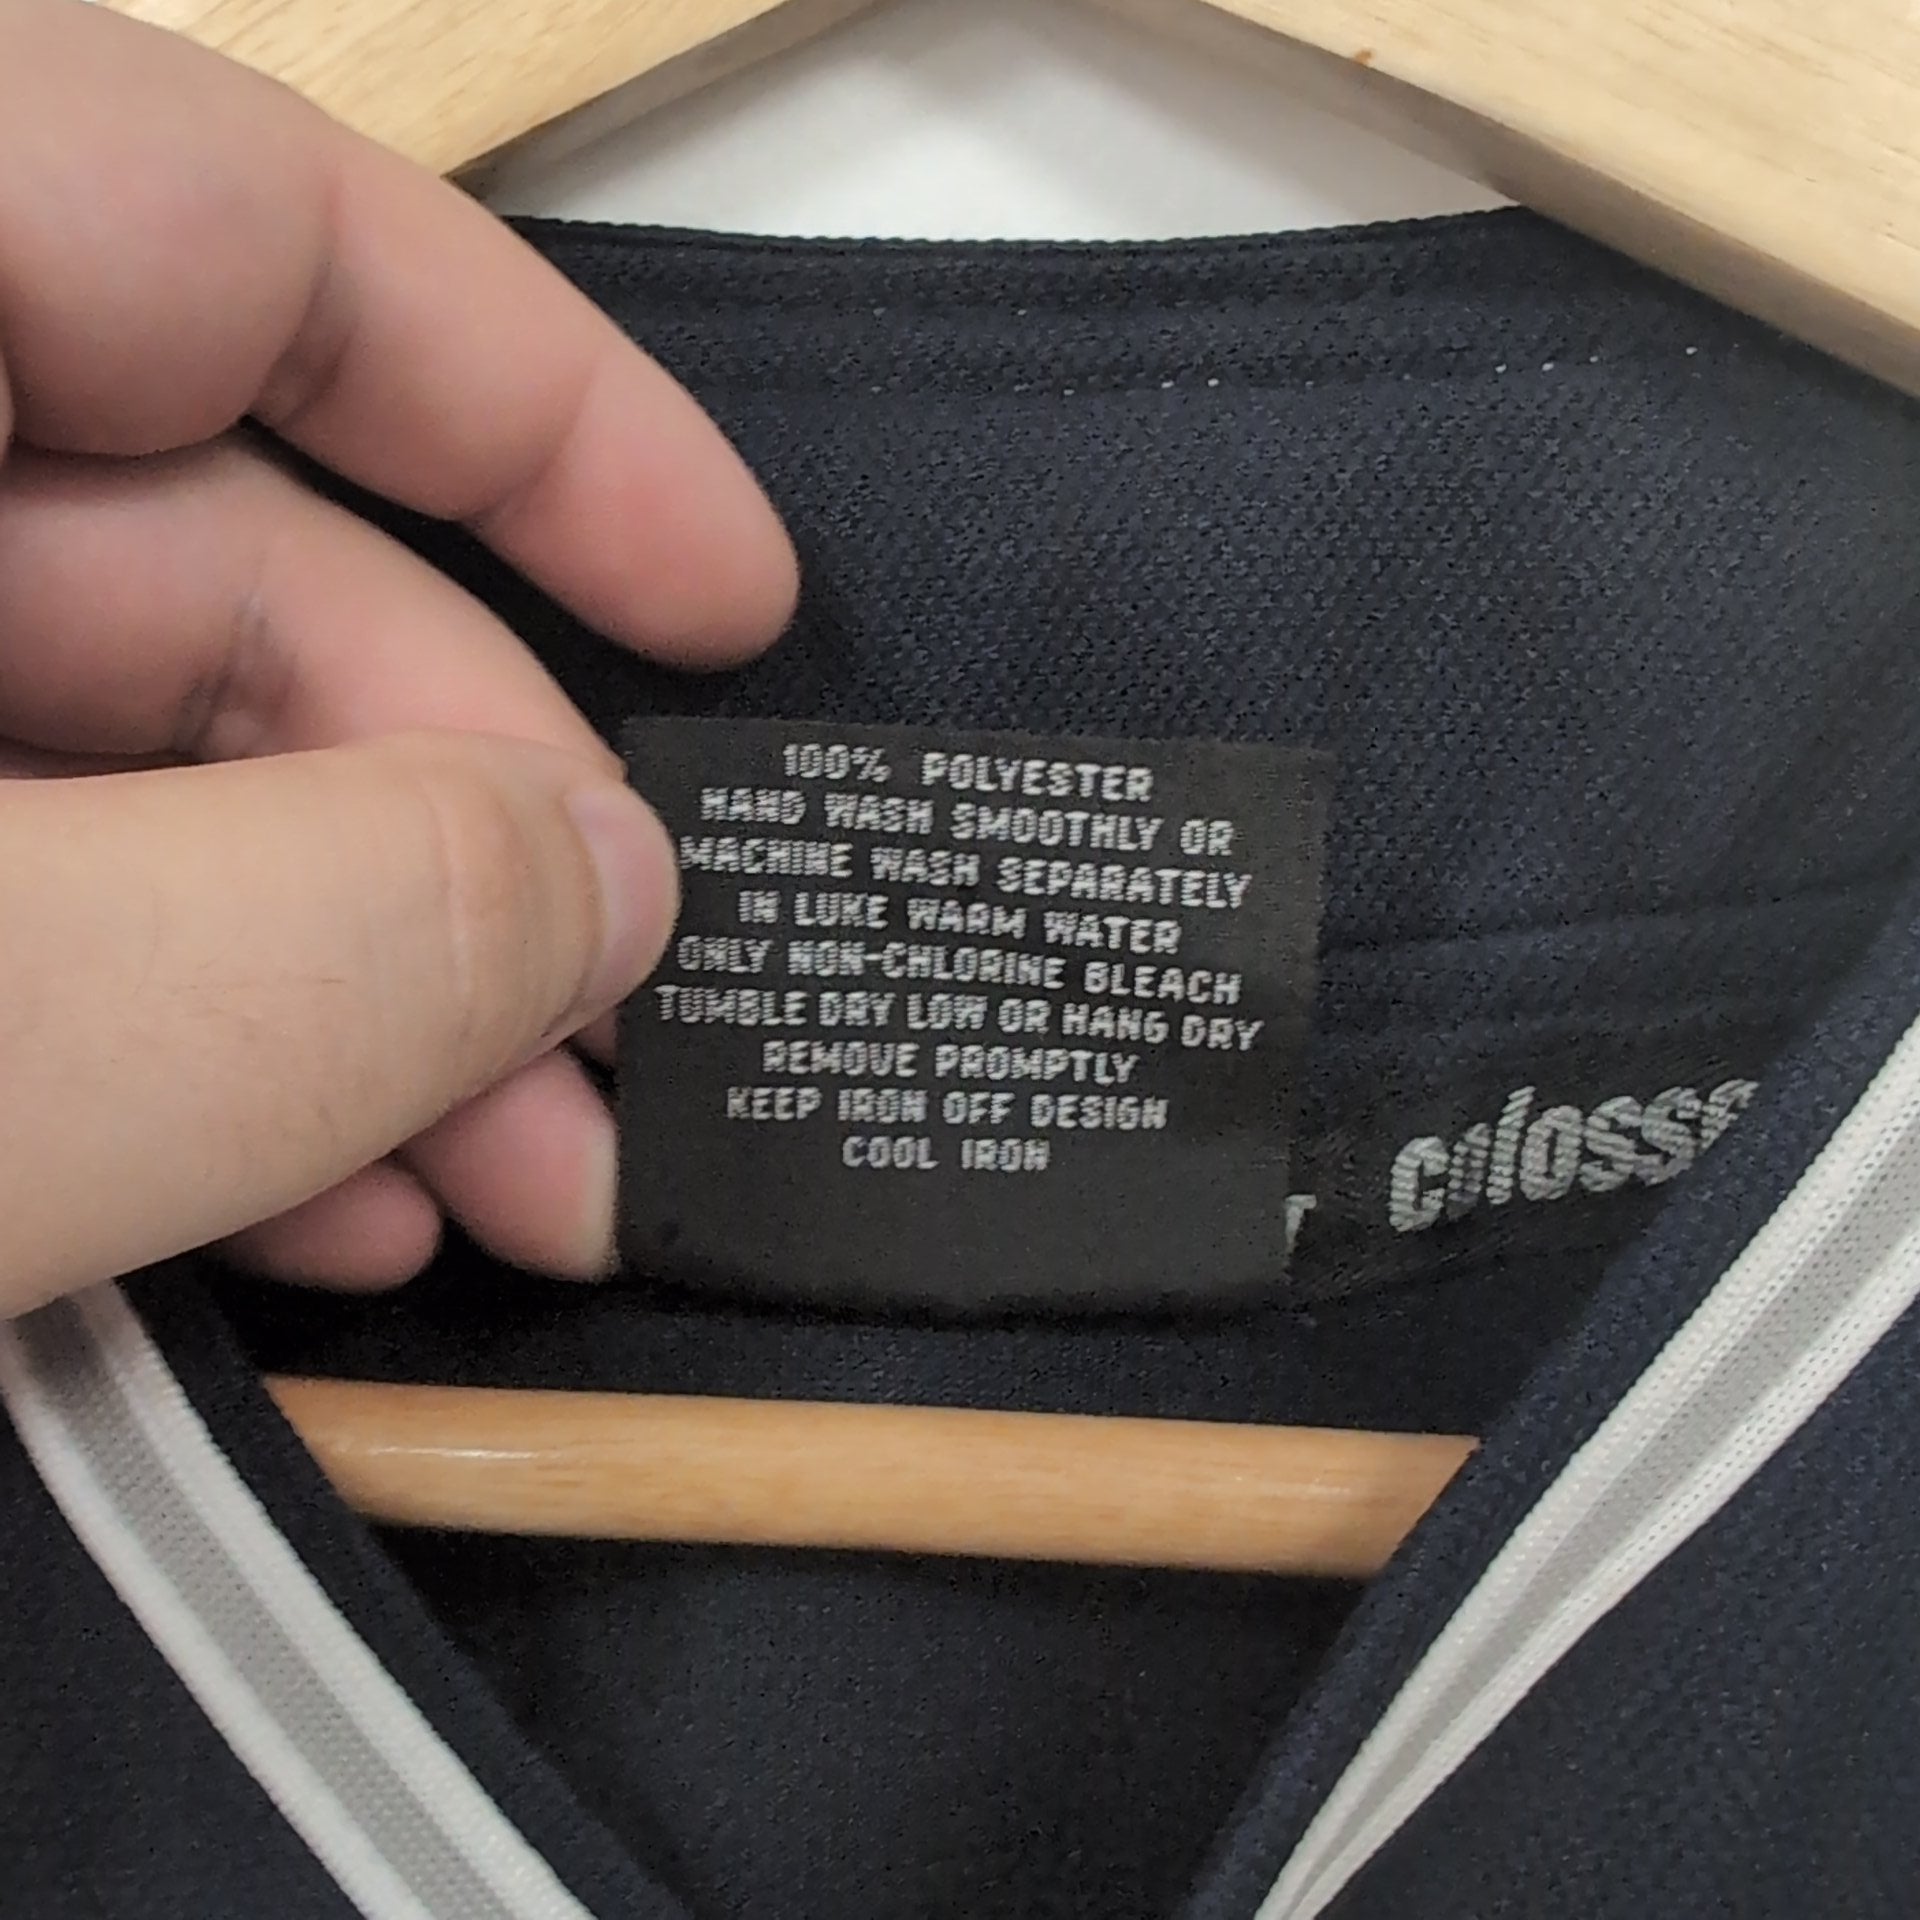 100% POLYESTER
HAND WASH SMOOTHLY OR
MACHINE WASH SEPARATELY
IN LUKE WARM WATER
ONLY NON-CHLORINE BLEACH
TUMBLE DRY LOW OR HANG DRY
REMOVE PROMPTLY
KEEP IRON OFF DESIGN
COOL IRON
T